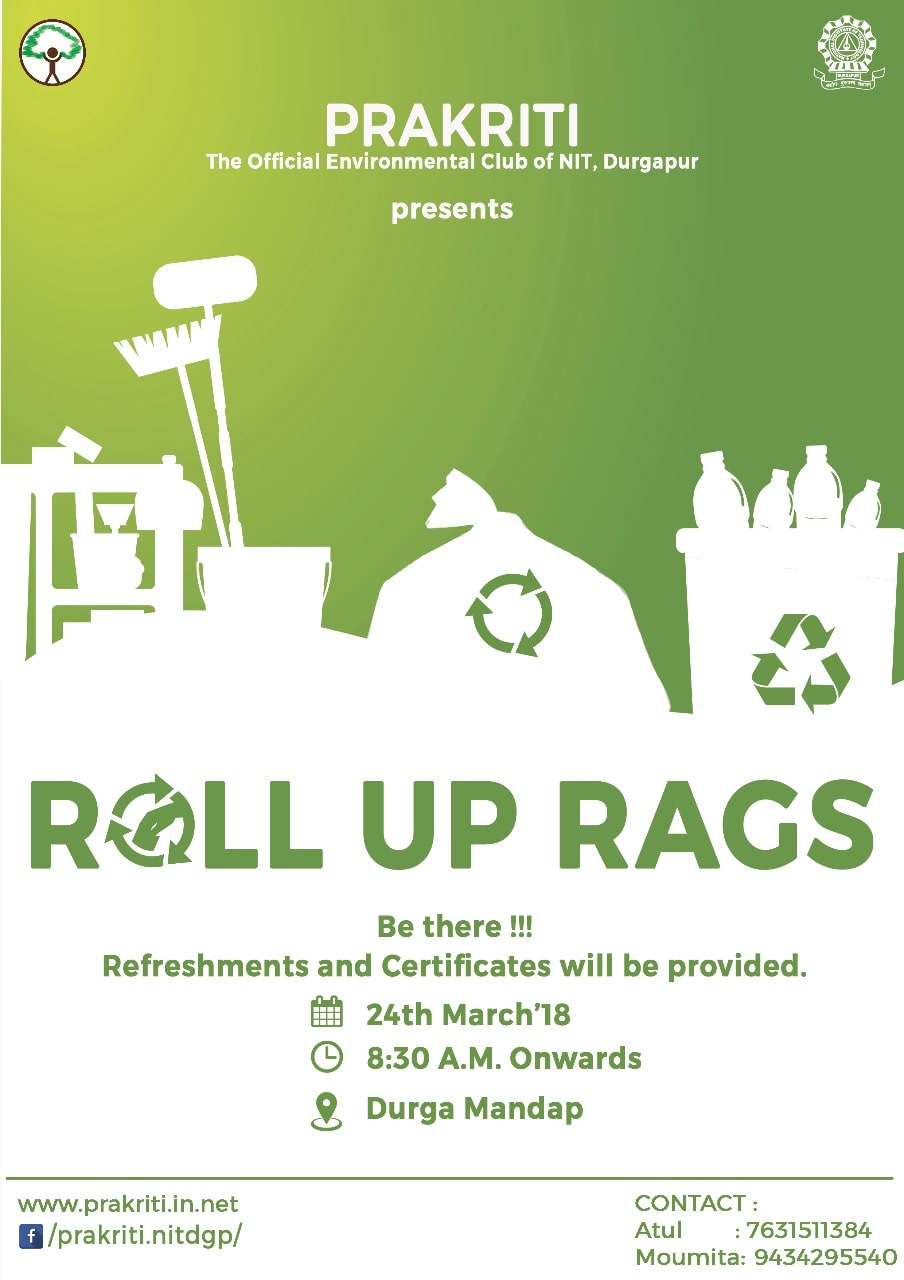 PRAKRITI
The Official Environmental Club of NIT, Durgapur
presents
ROLL UP RAGS
Be there !!!
Refreshments and Certificates will be provided.
24th March'18
8:30 A.M. Onwards
Durga Mandap
www.prakriti.in.net
f /prakriti.nitdgp/
CONTACT :
Atul : 7631511384
Moumita: 9434295540